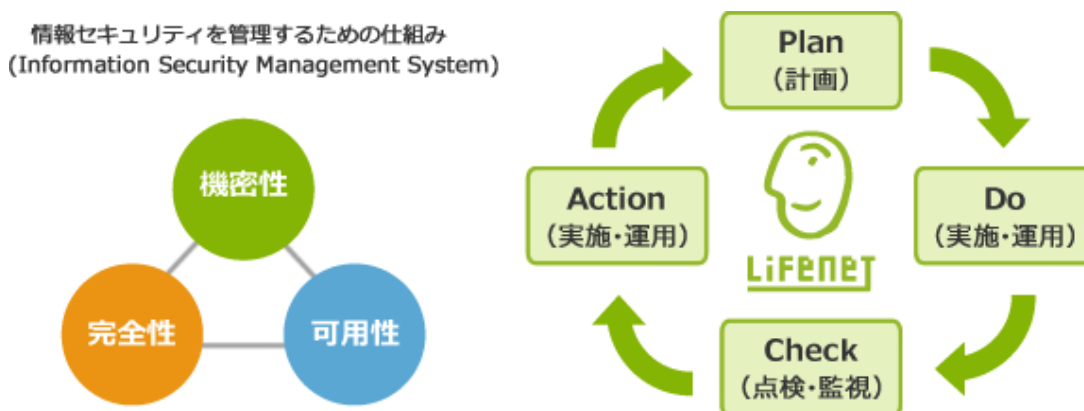 情報セキュリティを管理するための仕組み
(Information Security Management System)
機密性
完全性
可用性
Plan
（計画）
Do
（実施・運用）
Check
（点検・監視）
Action
（実施・運用）
LiFENET